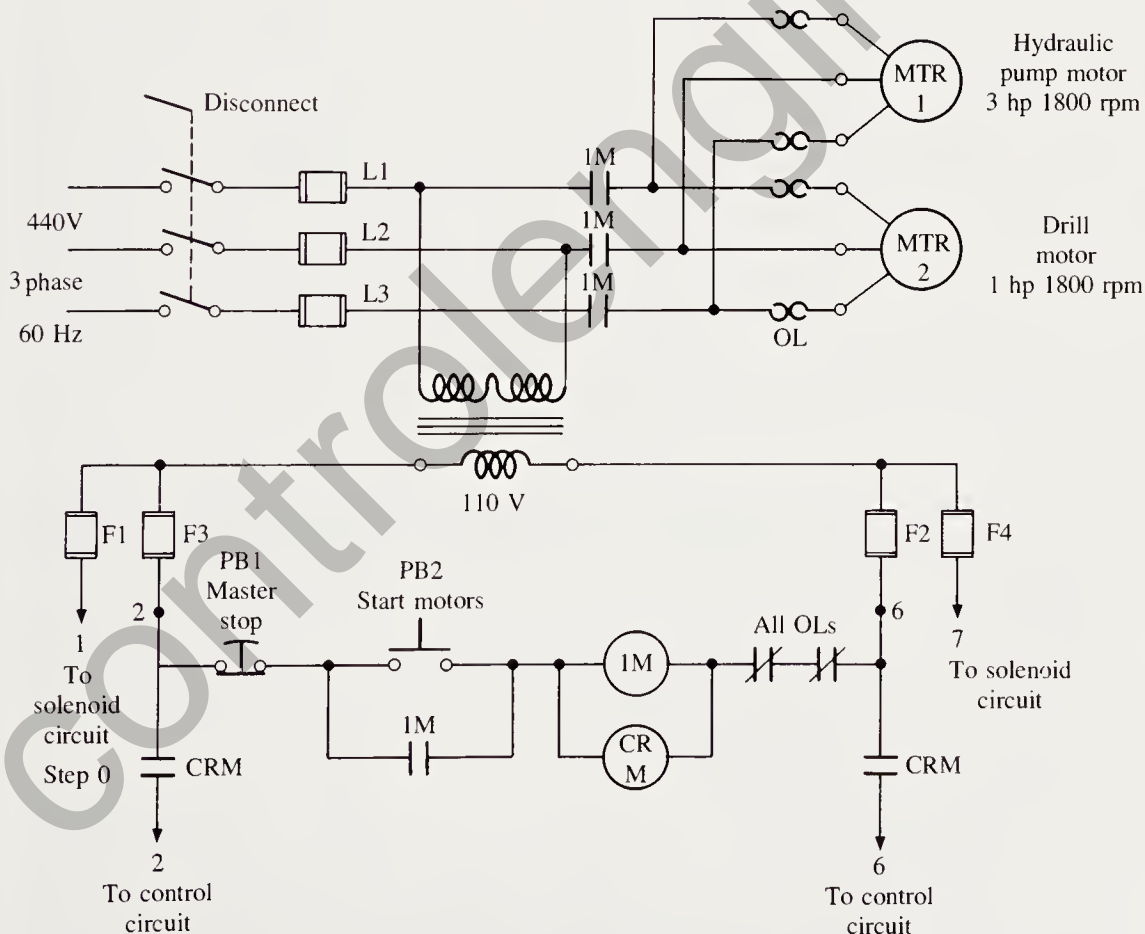 Disconnect
440V
3 phase
60 Hz
L1
L2
L3
1M
1M
1M
OL
MTR
1
Hydraulic
pump motor
3 hp 1800 rpm
MTR
2
Drill
motor
1 hp 1800 rpm
110 V
F1
F3
F2
F4
PB1
Master
stop
PB2
Start motors
2
1
To
solenoid
circuit
Step 0
1M
1M
CR
M
All OLs
6
7
To solenoid
circuit
CRM
CRM
2
To control
circuit
6
To control
circuit
controlengi